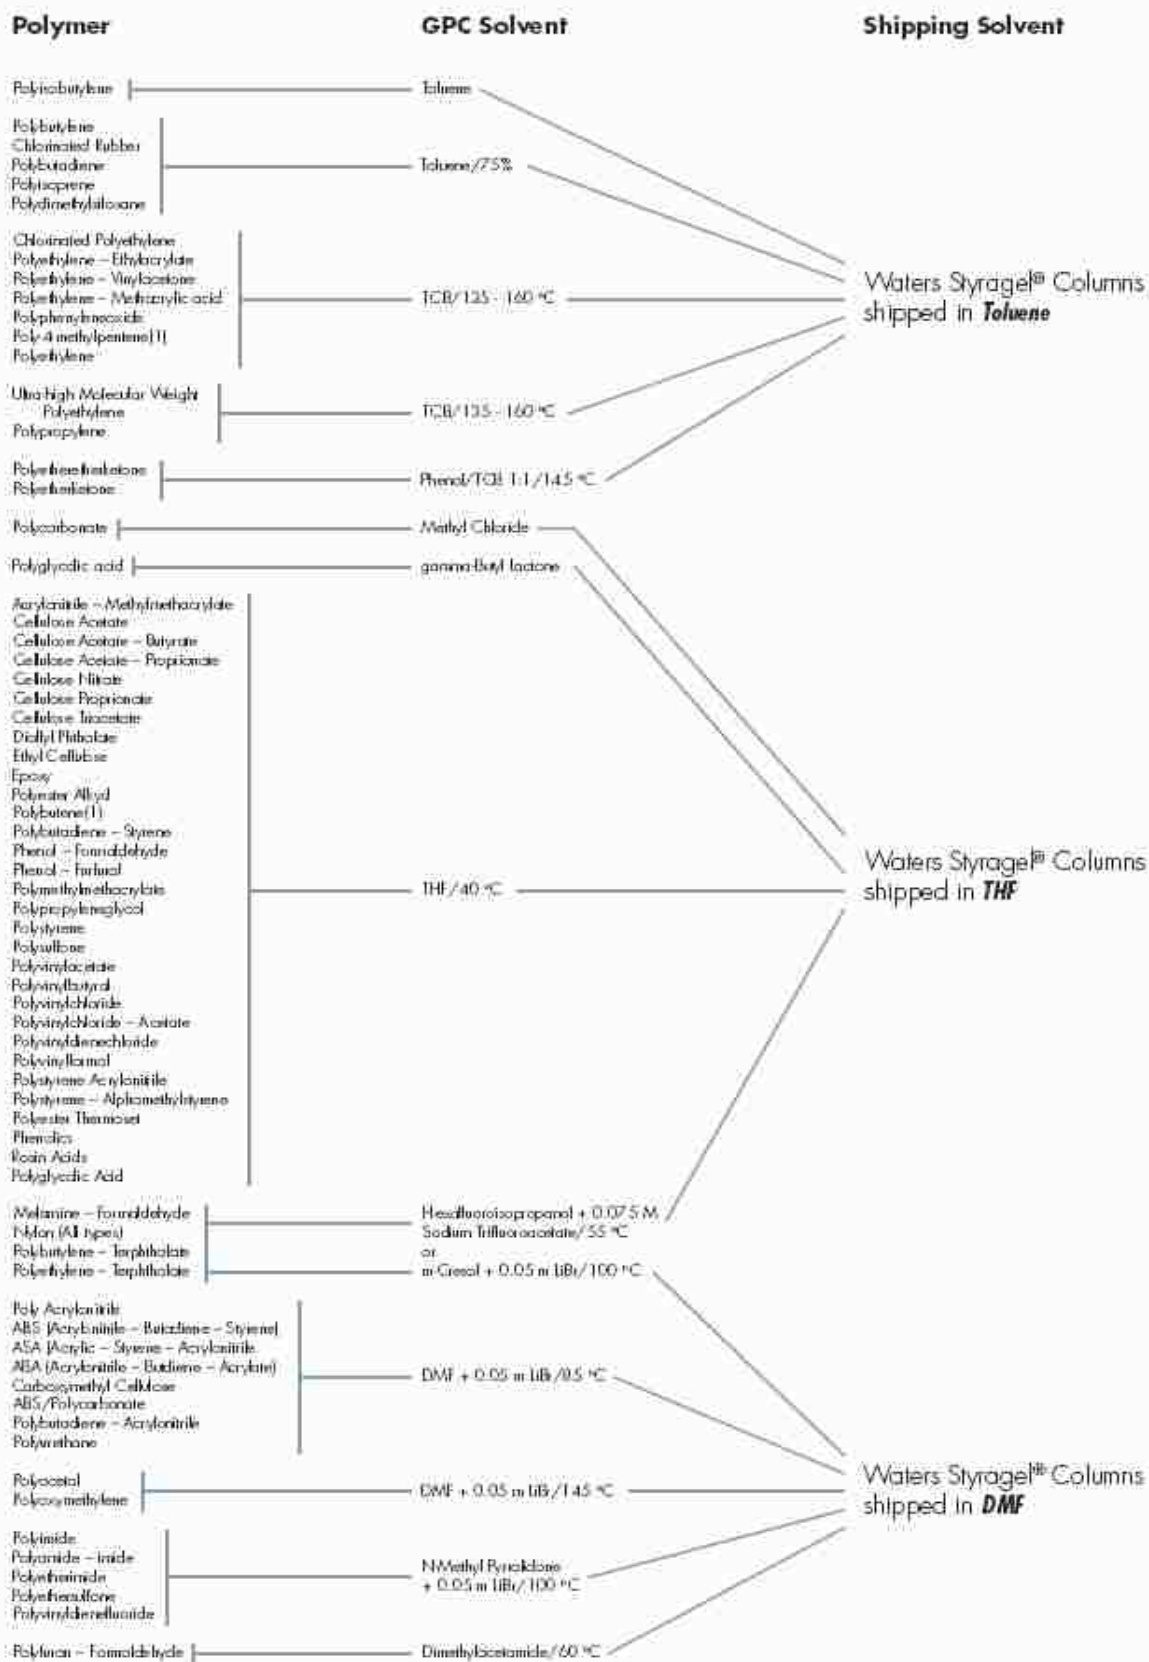 Polymer
GPC Solvent
Shipping Solvent
Polyisobutylene
Toluene
Polybutylene
Chlorinated Rubber
Polybutadiene
Polyisoprene
Polydimethylsiloxane
Toluene/75%
Chlorinated Polyethylene
Polyethylene – Ethylacrylate
Polyethylene – Vinylacetone
Polyethylene – Methacrylic acid
Polyphenyleneoxide
Poly-4-methylpentene(1)
Polyethylene
TCB/135 - 160 °C
Waters Styragel® Columns
shipped in Toluene
Ultra-high Molecular Weight
Polyethylene
Polypropylene
TCB/135 - 160 °C
Polyetheretherketone
Polyetherketone
Phenol/TCB 1:1/145 °C
Polycarbonate
Methyl Chloride
Polyglycolic acid
gamma-Butyl lactone
Acrylonitrile – Methylmethacrylate
Cellulose Acetate
Cellulose Acetate – Butyrate
Cellulose Acetate – Proprionate
Cellulose Nitrate
Cellulose Proprionate
Cellulose Triacetate
Diallyl Phthalate
Ethyl Cellulose
Epoxy
Polyester Alkyd
Polybutene(1)
Polybutadiene – Styrene
Phenol – Formaldehyde
Phenol – Furfural
Polymethylmethacrylate
Polypropyleneglycol
Polystyrene
Polysulfone
Polyvinylacetate
Polyvinylbutyral
Polyvinylchloride
Polyvinylchloride – Acetate
Polyvinyldienechloride
Polyvinylformal
Polystyrene Acrylonitrile
Polystyrene – Alphamethylstyrene
Polyester Thermoset
Phenolics
Rosin Acids
Polyglycolic Acid
THF/40 °C
Waters Styragel® Columns
shipped in THF
Melamine – Formaldehyde
Nylon (All types)
Polybutylene – Terphthalate
Polyethylene – Terphthalate
Hexafluoroisopropanol + 0.075 M
Sodium Trifluoroacetate/55 °C
or
m-Cresol + 0.05 m LiBr/100 °C
Poly Acrylonitrile
ABS (Acrylonitrile – Butadiene – Styrene)
ASA (Acrylic – Styrene – Acrylonitrile
ABA (Acrylonitrile – Butdiene – Acrylate)
Carboxymethyl Cellulose
ABS/Polycarbonate
Polybutadiene – Acrylonitrile
Polyurethane
DMF + 0.05 m LiBr/85 °C
Polyacetal
Polyoxymethylene
DMF + 0.05 m LiBr/145 °C
Waters Styragel® Columns
shipped in DMF
Polyimide
Polyamide – imide
Polyetherimide
Polyethersulfone
Polyvinyldienefluoride
N-Methyl Pyrrolidone
+ 0.05 m LiBr/100 °C
Polyfuran – Formaldehyde
Dimethylacetamide/60 °C